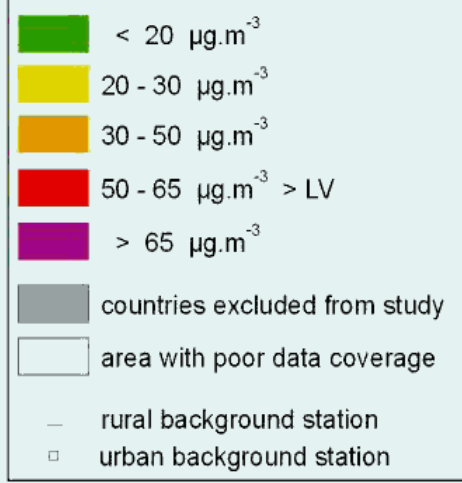 < 20 µg.m⁻³
20 - 30 µg.m⁻³
30 - 50 µg.m⁻³
50 - 65 µg.m⁻³ > LV
> 65 µg.m⁻³
countries excluded from study
area with poor data coverage
rural background station
urban background station